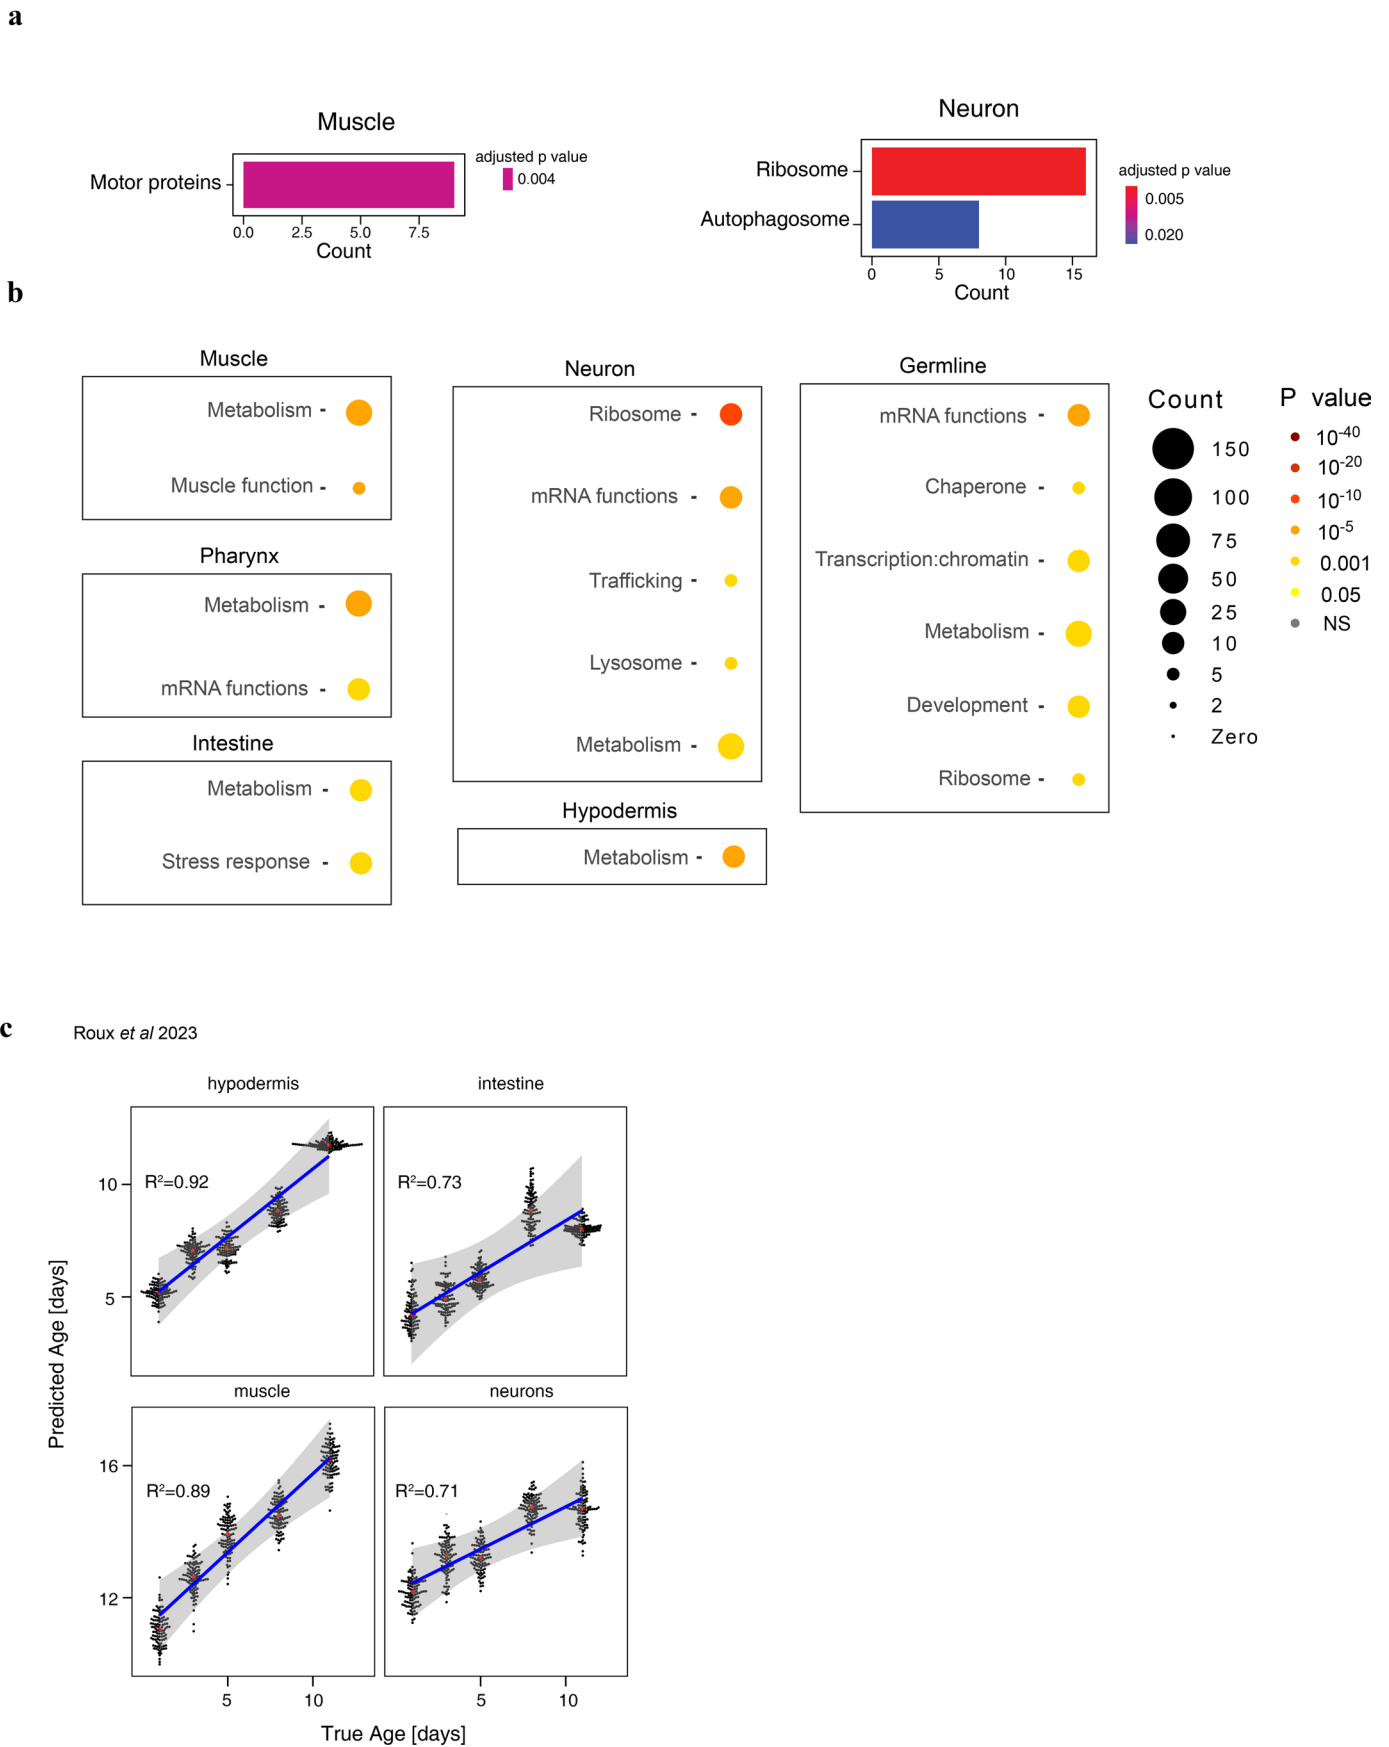 a
Muscle
Motor proteins
adjusted p value
0.004
0.0 2.5 5.0 7.5
Count
Neuron
Ribosome
Autophagosome
adjusted p value
0.005
0.020
0 5 10 15
Count
b
Muscle
Metabolism -
Muscle function -
Pharynx
Metabolism -
mRNA functions -
Intestine
Metabolism -
Stress response -
Neuron
Ribosome -
mRNA functions -
Trafficking -
Lysosome -
Metabolism -
Hypodermis
Metabolism -
Germline
mRNA functions -
Chaperone -
Transcription:chromatin -
Metabolism -
Development -
Ribosome -
Count
150
100
75
50
25
10
5
2
Zero
P value
10⁻⁴⁰
10⁻²⁰
10⁻¹⁰
10⁻⁵
0.001
0.05
NS
c
Roux et al 2023
hypodermis
R²=0.92
10
5
intestine
R²=0.73
muscle
R²=0.89
16
12
5 10
neurons
R²=0.71
5 10
Predicted Age [days]
True Age [days]